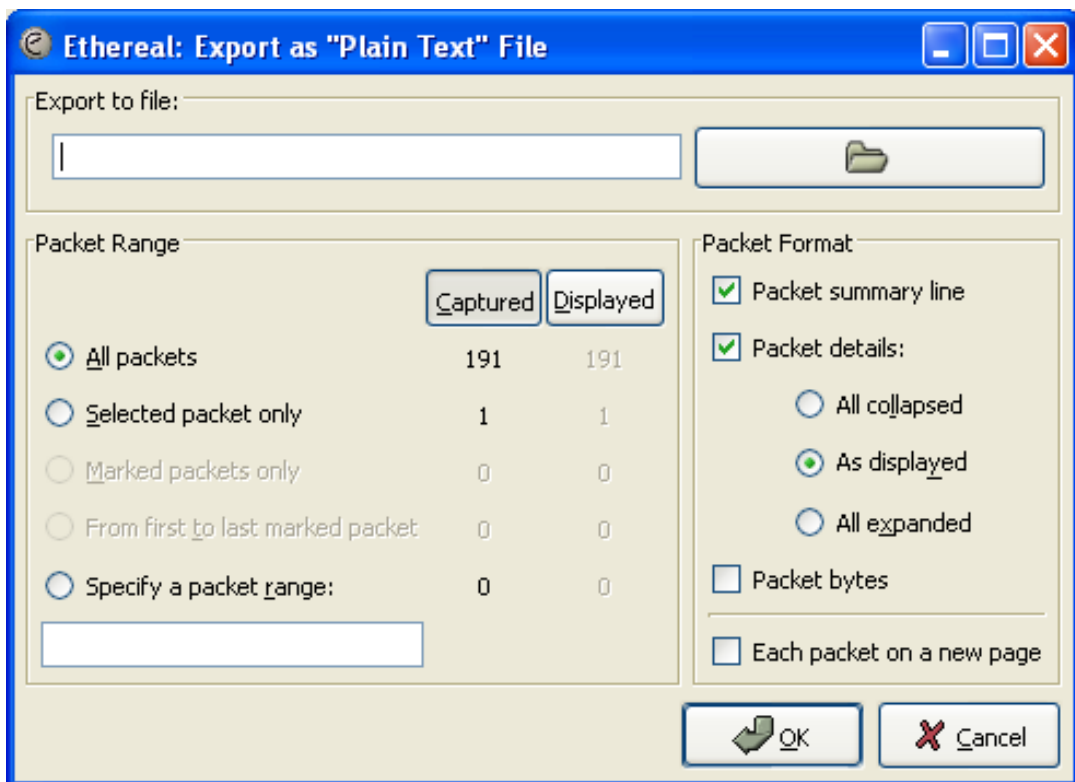 Ethereal: Export as "Plain Text" File
Export to file:
Packet Range
Captured Displayed
All packets 191 191
Selected packet only 1 1
Marked packets only 0 0
From first to last marked packet 0 0
Specify a packet range: 0 0
Packet Format
Packet summary line
Packet details:
All collapsed
As displayed
All expanded
Packet bytes
Each packet on a new page
OK Cancel